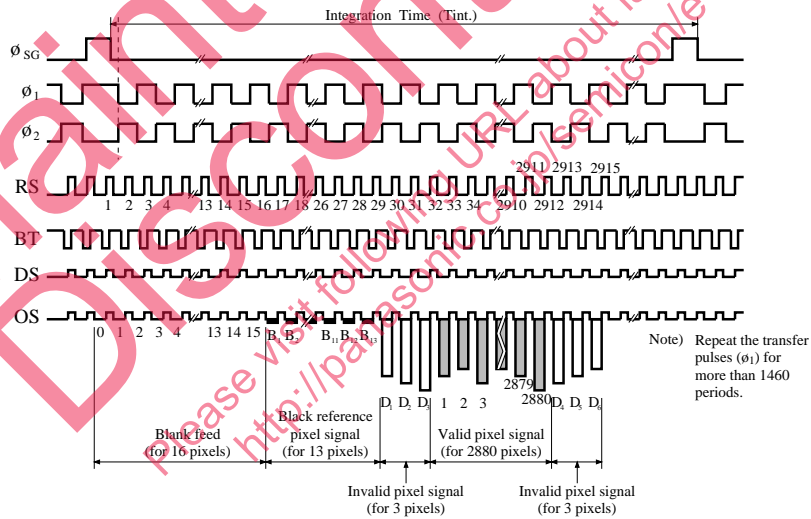 Integration Time (Tint.)
ø SG
ø1
ø2
2911 2913 2915
RS
1 2 3 4 13 14 15 16 17 18 26 27 28 29 30 31 32 33 34 2910 2912 2914
BT
DS
OS
0 1 2 3 4 13 14 15 B1 B2 B11 B12 B13
Note) Repeat the transfer
pulses (ø1) for
more than 1460
periods.
2879
2880
D1 D2 D3 1 2 3 D4 D5 D6
Blank feed
(for 16 pixels)
Black reference
pixel signal
(for 13 pixels)
Valid pixel signal
(for 2880 pixels)
Invalid pixel signal
(for 3 pixels)
Invalid pixel signal
(for 3 pixels)
Discon
Please visit following URL about l
http://panasonic.co.jp/semicon/e